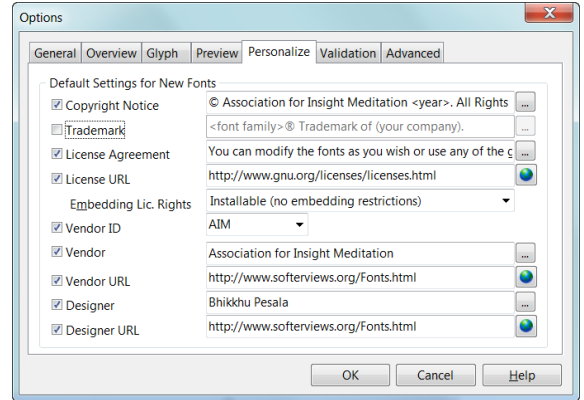 Options
General Overview Glyph Preview Personalize Validation Advanced
Default Settings for New Fonts
Copyright Notice © Association for Insight Meditation <year>. All Rights ...
Trademark <font family>® Trademark of (your company). ...
License Agreement You can modify the fonts as you wish or use any of the g ...
License URL http://www.gnu.org/licenses/licenses.html
Embedding Lic. Rights Installable (no embedding restrictions)
Vendor ID AIM
Vendor Association for Insight Meditation ...
Vendor URL http://www.softerviews.org/Fonts.html
Designer Bhikkhu Pesala ...
Designer URL http://www.softerviews.org/Fonts.html
OK Cancel Help